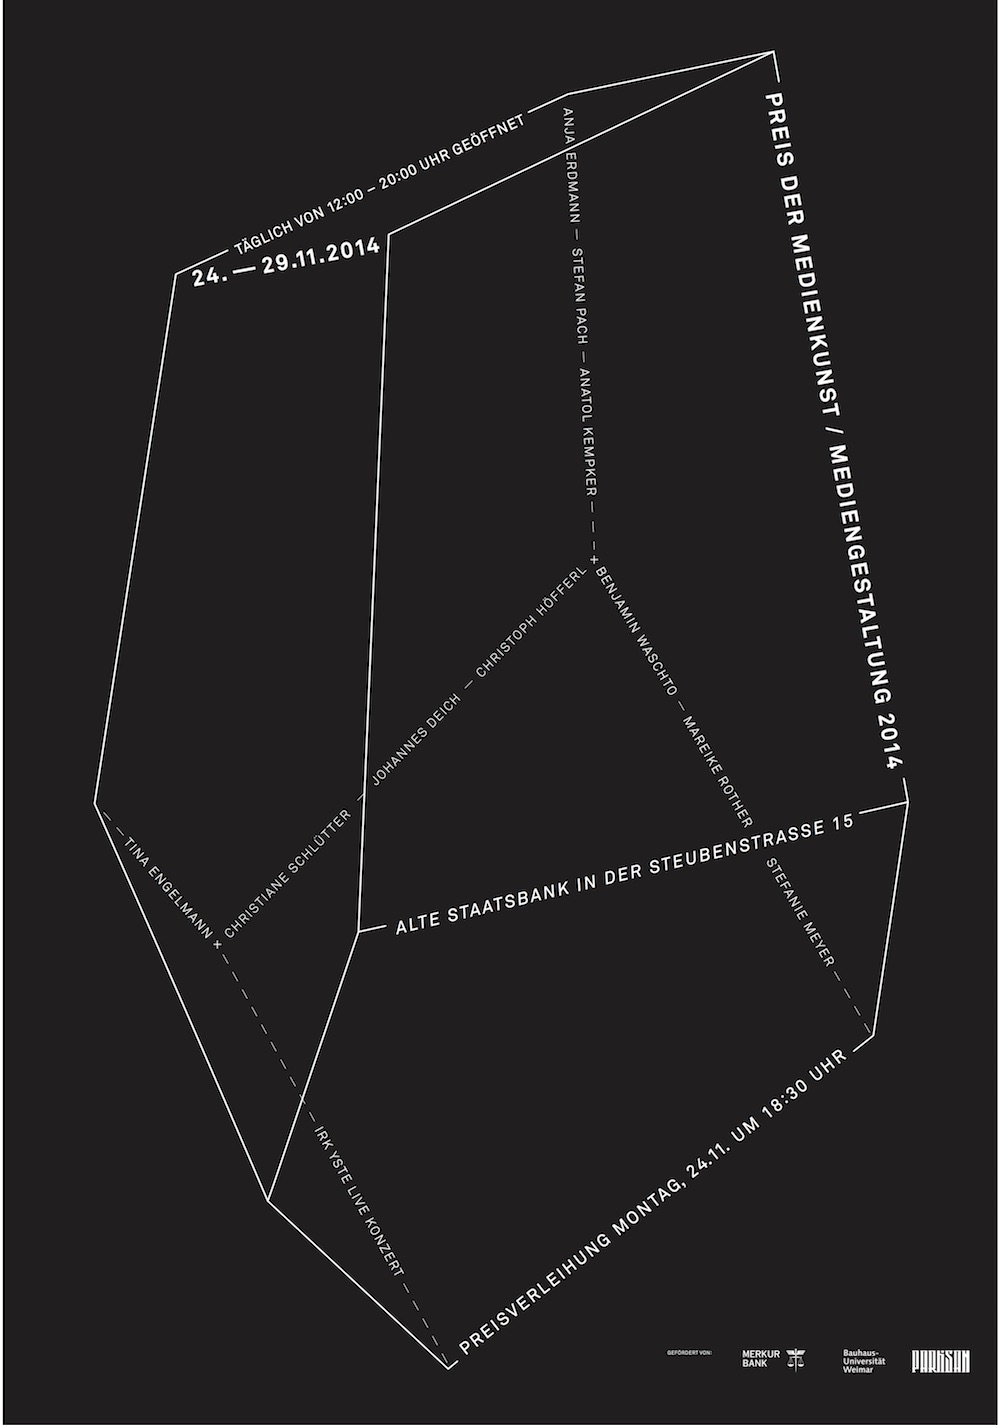 TÄGLICH VON 12:00 – 20:00 UHR GEÖFFNET
24. — 29.11.2014
PREIS DER MEDIENKUNST / MEDIENGESTALTUNG 2014
ANJA ERDMANN — STEFAN PACH — ANATOL KEMPKER —
+ BENJAMIN WASCHTO — MAREIKE ROTHER
STEFANIE MEYER —
TINA ENGELMANN +
CHRISTIANE SCHLÜTTER — JOHANNES DEICH — CHRISTOPH HÖFFERL
ALTE STAATSBANK IN DER STEUBENSTRASSE 15
IRK YSTE LIVE KONZERT
PREISVERLEIHUNG MONTAG, 24.11. UM 18:30 UHR
GEFÖRDERT VON:
MERKUR
BANK
Bauhaus-
Universität
Weimar
PARTISAN